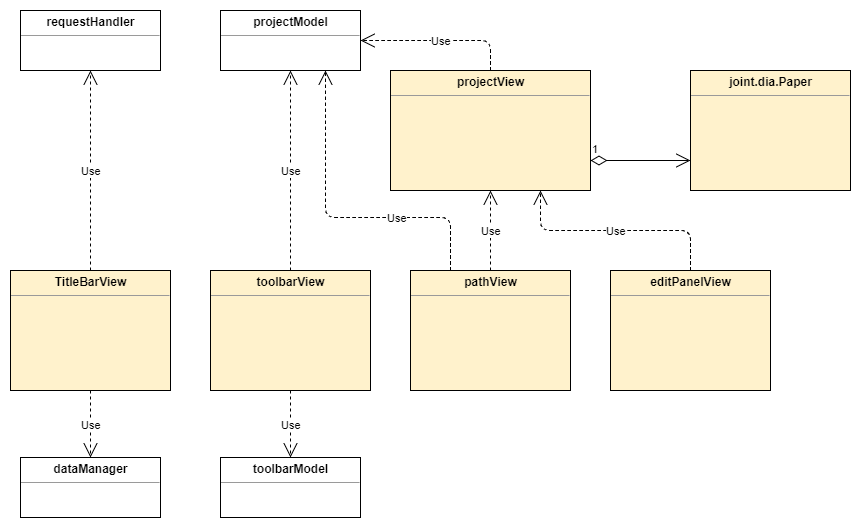 requestHandler
projectModel
Use
projectView
joint.dia.Paper
1
Use
Use
Use
Use
Use
TitleBarView
toolbarView
pathView
editPanelView
Use
Use
dataManager
toolbarModel